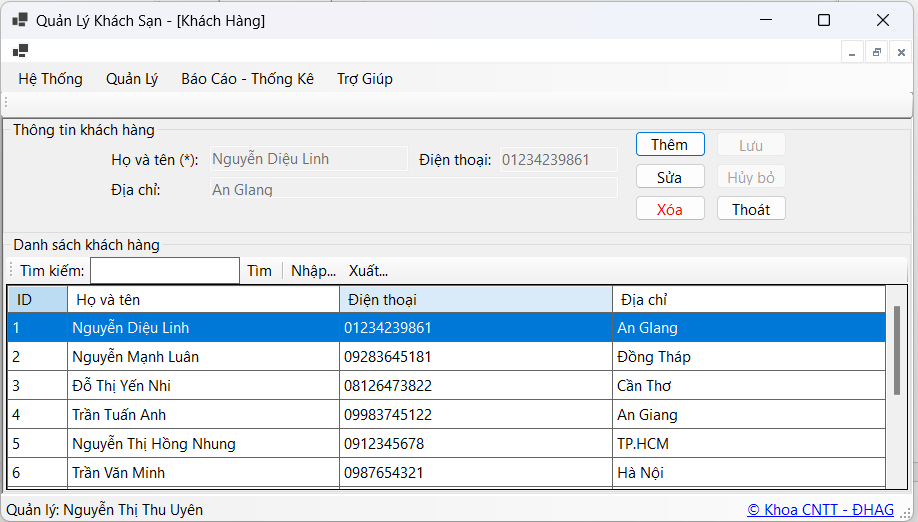 Quản Lý Khách Sạn - [Khách Hàng]
Hệ Thống Quản Lý Báo Cáo - Thống Kê Trợ Giúp
Thông tin khách hàng
Họ và tên (*): Nguyễn Diệu Linh Điện thoại: 01234239861 Thêm Lưu
Địa chỉ: An GIang Sửa Hủy bỏ
Xóa Thoát
Danh sách khách hàng
Tìm kiếm: Tìm Nhập... Xuất...
ID Họ và tên Điện thoại Địa chỉ
1 Nguyễn Diệu Linh 01234239861 An GIang
2 Nguyễn Mạnh Luân 09283645181 Đồng Tháp
3 Đỗ Thị Yến Nhi 08126473822 Cần Thơ
4 Trần Tuấn Anh 09983745122 An Giang
5 Nguyễn Thị Hồng Nhung 0912345678 TP.HCM
6 Trần Văn Minh 0987654321 Hà Nội
Quản lý: Nguyễn Thị Thu Uyên © Khoa CNTT - ĐHAG